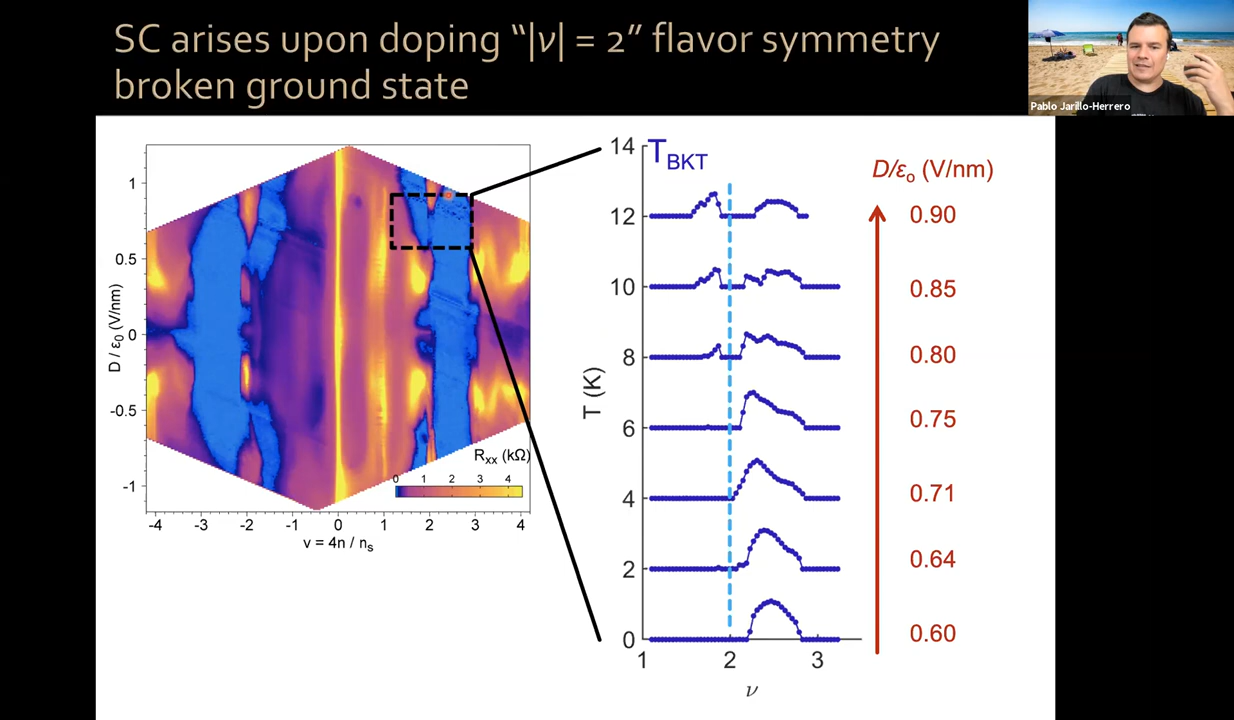 SC arises upon doping “|ν| = 2” flavor symmetry
broken ground state
Pablo Jarillo-Herrero
D / ε0 (V/nm)
1
0.5
0
-0.5
-1
-4 -3 -2 -1 0 1 2 3 4
ν = 4n / ns
Rxx (kΩ)
0 1 2 3 4
TBKT
T (K)
14
12
10
8
6
4
2
0
1 2 3
ν
D/εo (V/nm)
0.90
0.85
0.80
0.75
0.71
0.64
0.60